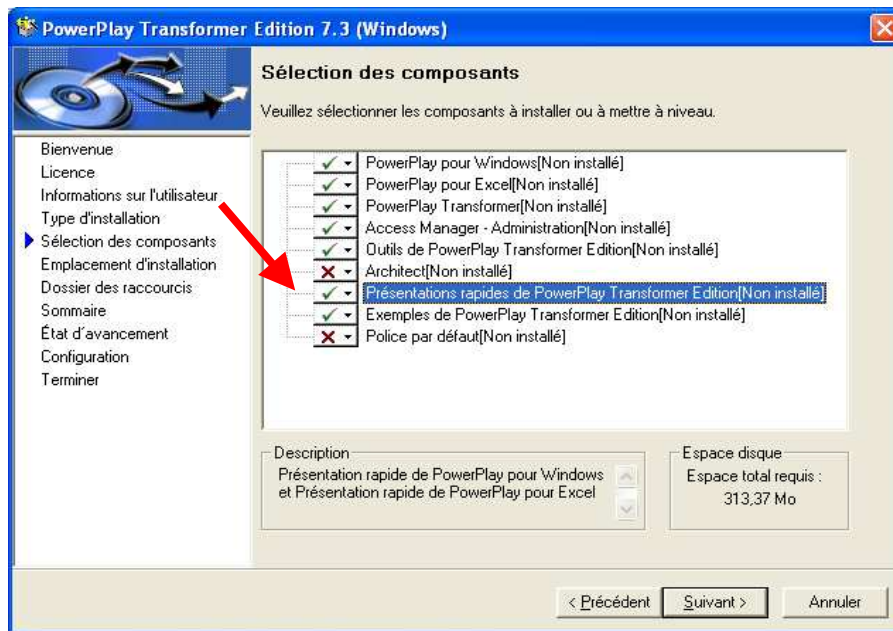 PowerPlay Transformer Edition 7.3 (Windows)
Sélection des composants
Veuillez sélectionner les composants à installer ou à mettre à niveau.
Bienvenue
Licence
Informations sur l'utilisateur
Type d'installation
Sélection des composants
Emplacement d'installation
Dossier des raccourcis
Sommaire
État d´avancement
Configuration
Terminer
PowerPlay pour Windows[Non installé]
PowerPlay pour Excel[Non installé]
PowerPlay Transformer[Non installé]
Access Manager - Administration[Non installé]
Outils de PowerPlay Transformer Edition[Non installé]
Architect[Non installé]
Présentations rapides de PowerPlay Transformer Edition[Non installé]
Exemples de PowerPlay Transformer Edition[Non installé]
Police par défaut[Non installé]
Description
Présentation rapide de PowerPlay pour Windows
et Présentation rapide de PowerPlay pour Excel
Espace disque
Espace total requis :
313,37 Mo
< Précédent
Suivant >
Annuler